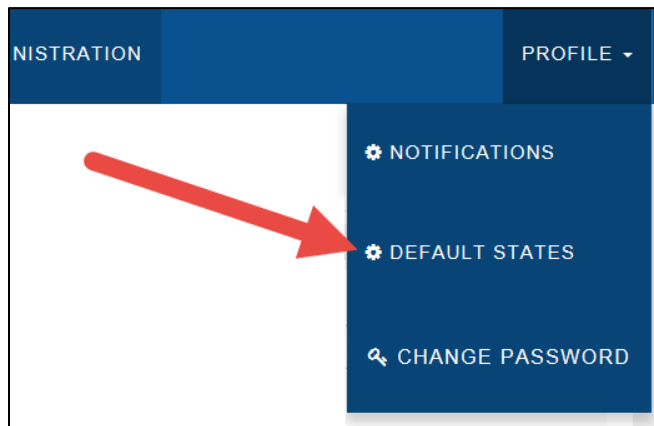 NISTRATION
PROFILE
NOTIFICATIONS
DEFAULT STATES
CHANGE PASSWORD